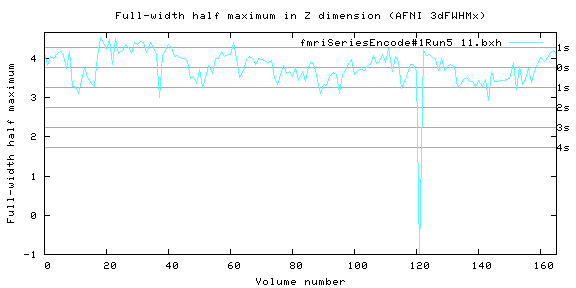 Full-width half maximum in Z dimension (AFNI 3dFWHMx)
fmriSeriesEncode#1Run5 11.bxh
4
3
2
1
0
-1
1s
0s
1s
2s
3s
4s
Full-width half maximum
0 20 40 60 80 100 120 140 160
Volume number